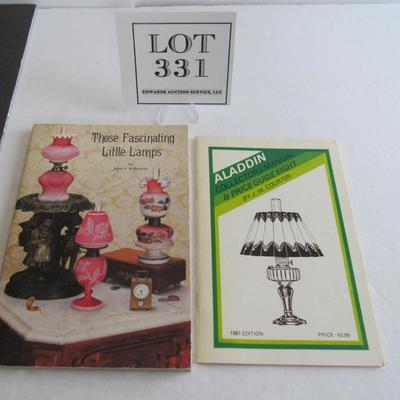 LOT
331
EDWARDS AUCTION SERVICE, LLC
Those Fascinating
Little Lamps
by
ALADDIN
COLLECTORS MANUAL
& PRICE GUIDE EIGHT
BY J. W. COURTER
1981 EDITION
PRICE - $3.95